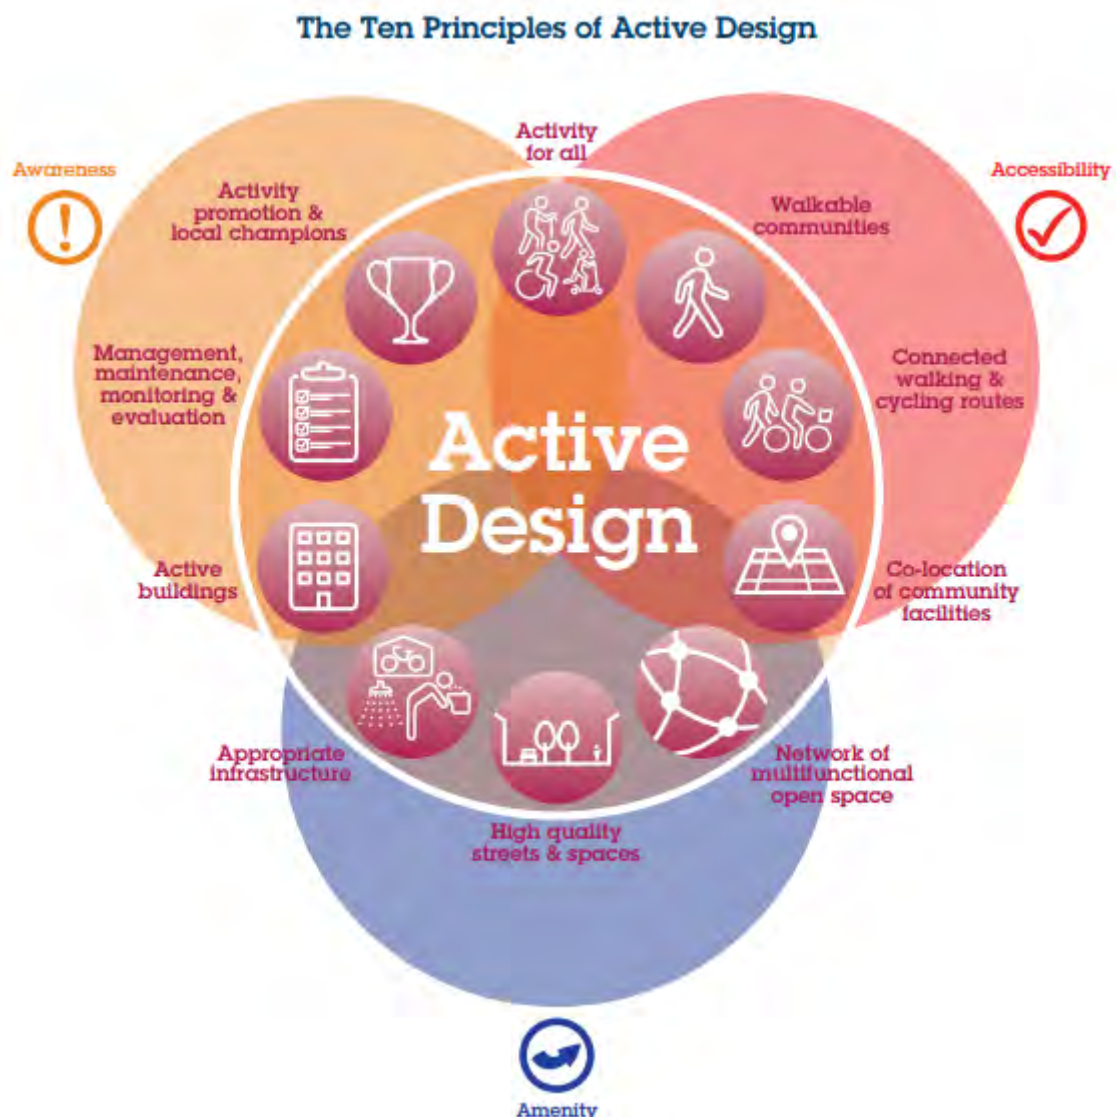 The Ten Principles of Active Design
Activity
for all
Awareness
Accessibility
Activity
promotion &
local champions
Walkable
communities
Management,
maintenance,
monitoring &
evaluation
Connected
walking &
cycling routes
Active
Design
Active
buildings
Co-location
of community
facilities
Appropriate
infrastructure
Network of
multifunctional
open space
High quality
streets & spaces
Amenity